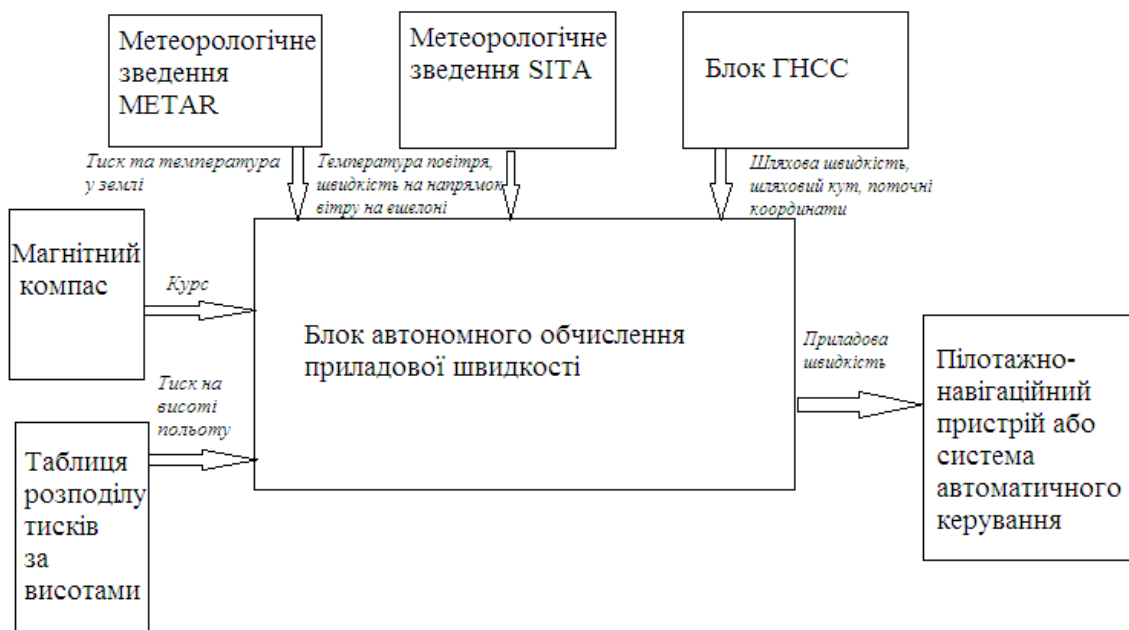 Метеорологічне
зведення
METAR
Метеорологічне
зведення SITA
Блок ГНСС
Тиск та температура
у землі
Температура повітря,
швидкість на напрямок
вітру на ешелоні
Шляхова швидкість,
шляховий кут, поточні
координати
Магнітний
компас
Курс
Блок автономного обчислення
приладової швидкості
Приладова
швидкість
Пілотажно-
навігаційний
пристрій або
система
автоматичного
керування
Тиск на
висоті
польоту
Таблиця
розподілу
тисків
за
висотами